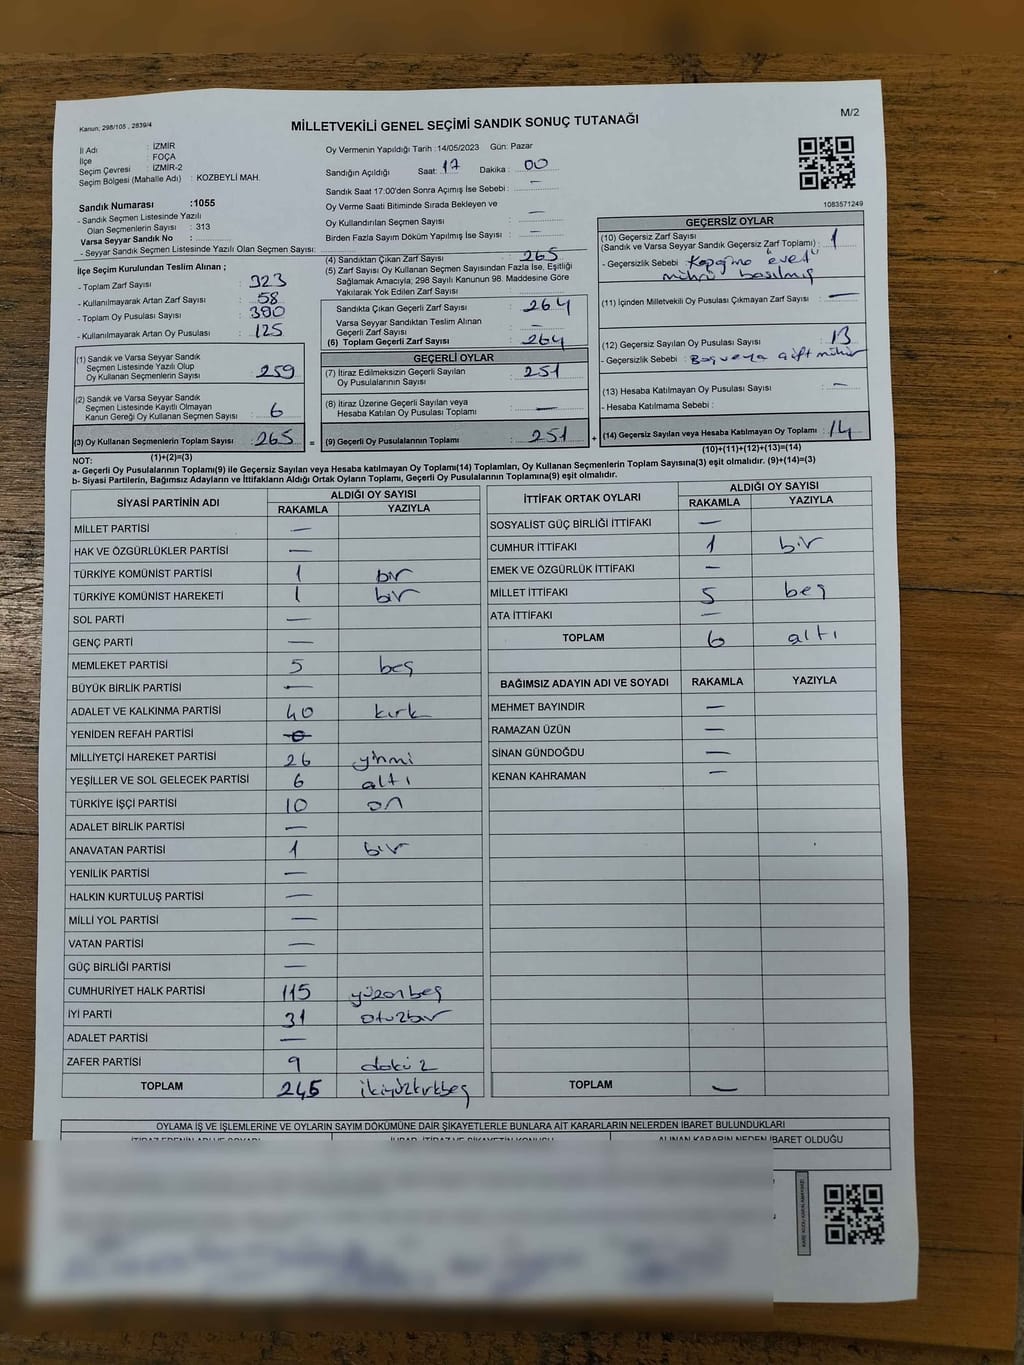 Kanun; 298/105 , 2839/4
MİLLETVEKİLİ GENEL SEÇİMİ SANDIK SONUÇ TUTANAĞI
M/2
İl Adı : İZMİR
İlçe : FOÇA
Seçim Çevresi : İZMİR-2
Seçim Bölgesi (Mahalle Adı) : KOZBEYLİ MAH.
Oy Vermenin Yapıldığı Tarih :14/05/2023 Gün: Pazar
Sandığın Açıldığı Saat: 17 Dakika : 00
Sandık Saat 17:00'den Sonra Açımış İse Sebebi : —
Oy Verme Saati Bitiminde Sırada Bekleyen ve
Oy Kullandırılan Seçmen Sayısı : —
Birden Fazla Sayım Döküm Yapılmış İse Sayısı : —
1083571249
Sandık Numarası :1055
- Sandık Seçmen Listesinde Yazılı
Olan Seçmenlerin Sayısı : 313
Varsa Seyyar Sandık No :
- Seyyar Sandık Seçmen Listesinde Yazılı Olan Seçmen Sayısı:
İlçe Seçim Kurulundan Teslim Alınan ;
- Toplam Zarf Sayısı : 323
- Kullanılmayarak Artan Zarf Sayısı : 58
- Toplam Oy Pusulası Sayısı : 390
- Kullanılmayarak Artan Oy Pusulası : 125
(1) Sandık ve Varsa Seyyar Sandık
Seçmen Listesinde Yazılı Olup
Oy Kullanan Seçmenlerin Sayısı : 259
(2) Sandık ve Varsa Seyyar Sandık
Seçmen Listesinde Kayıtlı Olmayan
Kanun Gereği Oy Kullanan Seçmen Sayısı : 6
(3) Oy Kullanan Seçmenlerin Toplam Sayısı : 265
(1)+(2)=(3)
(4) Sandıktan Çıkan Zarf Sayısı : 265
(5) Zarf Sayısı Oy Kullanan Seçmen Sayısından Fazla İse, Eşitliği
Sağlamak Amacıyla; 298 Sayılı Kanunun 98. Maddesine Göre
Yakılarak Yok Edilen Zarf Sayısı :
Sandıkta Çıkan Geçerli Zarf Sayısı : 264
Varsa Seyyar Sandıktan Teslim Alınan
Geçerli Zarf Sayısı : —
(6) Toplam Geçerli Zarf Sayısı : 264
GEÇERLİ OYLAR
(7) İtiraz Edilmeksizin Geçerli Sayılan
Oy Pusulalarının Sayısı : 251
(8) İtiraz Üzerine Geçerli Sayılan veya
Hesaba Katılan Oy Pusulası Toplamı : —
= (9) Geçerli Oy Pusulalarının Toplamı : 251
GEÇERSİZ OYLAR
(10) Geçersiz Zarf Sayısı
(Sandık ve Varsa Seyyar Sandık Geçersiz Zarf Toplamı) : 1
- Geçersizlik Sebebi : Kapağına "evet"
mührü basılmış
(11) İçinden Milletvekili Oy Pusulası Çıkmayan Zarf Sayısı : —
(12) Geçersiz Sayılan Oy Pusulası Sayısı : 13
- Geçersizlik Sebebi : Boş veya çift mühür
(13) Hesaba Katılmayan Oy Pusulası Sayısı : —
- Hesaba Katılmama Sebebi :
+ (14) Geçersiz Sayılan veya Hesaba Katılmayan Oy Toplamı : 14
(10)+(11)+(12)+(13)=(14)
NOT:
a- Geçerli Oy Pusulalarının Toplamı(9) ile Geçersiz Sayılan veya Hesaba katılmayan Oy Toplamı(14) Toplamları, Oy Kullanan Seçmenlerin Toplam Sayısına(3) eşit olmalıdır. (9)+(14)=(3)
b- Siyasi Partilerin, Bağımsız Adayların ve İttifakların Aldığı Ortak Oyların Toplamı, Geçerli Oy Pusulalarının Toplamına(9) eşit olmalıdır.
SİYASİ PARTİNİN ADI ALDIĞI OY SAYISI
RAKAMLA YAZIYLA
MİLLET PARTİSİ —
HAK VE ÖZGÜRLÜKLER PARTİSİ —
TÜRKİYE KOMÜNİST PARTİSİ 1 bir
TÜRKİYE KOMÜNİST HAREKETİ 1 bir
SOL PARTİ —
GENÇ PARTİ —
MEMLEKET PARTİSİ 5 beş
BÜYÜK BİRLİK PARTİSİ —
ADALET VE KALKINMA PARTİSİ 40 kırk
YENİDEN REFAH PARTİSİ —
MİLLİYETÇİ HAREKET PARTİSİ 26 yirmi
YEŞİLLER VE SOL GELECEK PARTİSİ 6 altı
TÜRKİYE İŞÇİ PARTİSİ 10 on
ADALET BİRLİK PARTİSİ —
ANAVATAN PARTİSİ 1 bir
YENİLİK PARTİSİ —
HALKIN KURTULUŞ PARTİSİ —
MİLLİ YOL PARTİSİ —
VATAN PARTİSİ —
GÜÇ BİRLİĞİ PARTİSİ —
CUMHURİYET HALK PARTİSİ 115 yüzonbeş
İYİ PARTİ 31 otuzbir
ADALET PARTİSİ —
ZAFER PARTİSİ 9 dokuz
TOPLAM 245 ikiyüzkırkbeş
İTTİFAK ORTAK OYLARI ALDIĞI OY SAYISI
RAKAMLA YAZIYLA
SOSYALİST GÜÇ BİRLİĞİ İTTİFAKI —
CUMHUR İTTİFAKI 1 bir
EMEK VE ÖZGÜRLÜK İTTİFAKI —
MİLLET İTTİFAKI 5 beş
ATA İTTİFAKI —
TOPLAM 6 altı
BAĞIMSIZ ADAYIN ADI VE SOYADI RAKAMLA YAZIYLA
MEHMET BAYINDIR —
RAMAZAN ÜZÜN —
SİNAN GÜNDOĞDU —
KENAN KAHRAMAN —
TOPLAM —
OYLAMA İŞ VE İŞLEMLERİNE VE OYLARIN SAYIM DÖKÜMÜNE DAİR ŞİKAYETLERLE BUNLARA AİT KARARLARIN NELERDEN İBARET BULUNDUKLARI
ALINAN KARARIN NEDEN İBARET OLDUĞU